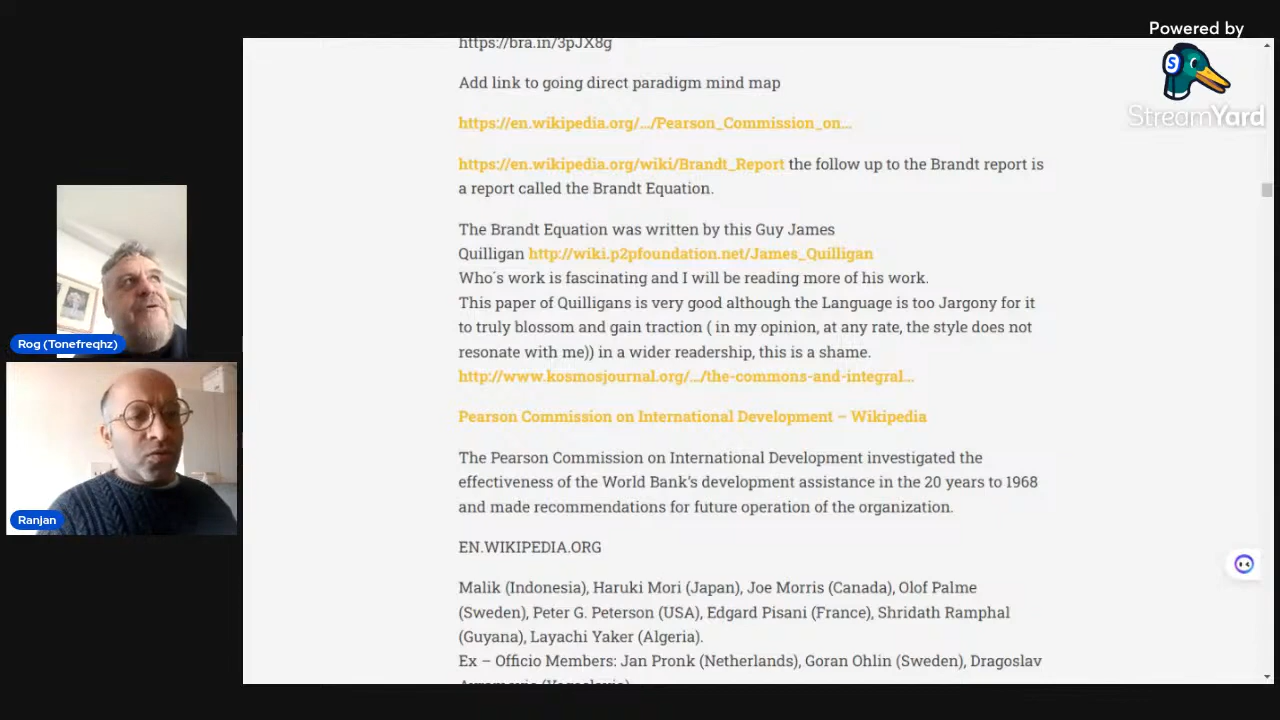 Powered by
S
StreamYard
https://bra.in/3pJX8g
Add link to going direct paradigm mind map
https://en.wikipedia.org/.../Pearson_Commission_on...
https://en.wikipedia.org/wiki/Brandt_Report the follow up to the Brandt report is
a report called the Brandt Equation.
The Brandt Equation was written by this Guy James
Quilligan http://wiki.p2pfoundation.net/James_Quilligan
Who´s work is fascinating and I will be reading more of his work.
This paper of Quilligans is very good although the Language is too Jargony for it
to truly blossom and gain traction ( in my opinion, at any rate, the style does not
resonate with me)) in a wider readership, this is a shame.
http://www.kosmosjournal.org/.../the-commons-and-integral...
Pearson Commission on International Development – Wikipedia
The Pearson Commission on International Development investigated the
effectiveness of the World Bank's development assistance in the 20 years to 1968
and made recommendations for future operation of the organization.
EN.WIKIPEDIA.ORG
Malik (Indonesia), Haruki Mori (Japan), Joe Morris (Canada), Olof Palme
(Sweden), Peter G. Peterson (USA), Edgard Pisani (France), Shridath Ramphal
(Guyana), Layachi Yaker (Algeria).
Ex – Officio Members: Jan Pronk (Netherlands), Goran Ohlin (Sweden), Dragoslav
Rog (Tonefreqhz)
Ranjan